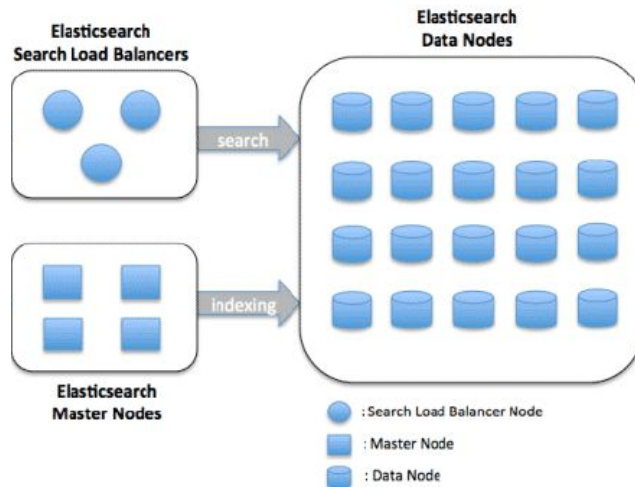 Elasticsearch
Search Load Balancers
Elasticsearch
Data Nodes
search
indexing
Elasticsearch
Master Nodes
: Search Load Balancer Node
: Master Node
: Data Node